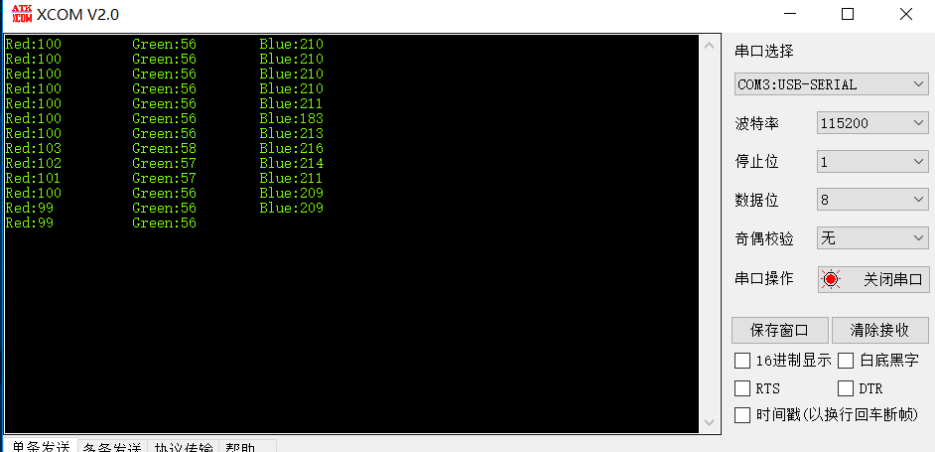 ATK XCOM XCOM V2.0
Red:100 Green:56 Blue:210
Red:100 Green:56 Blue:210
Red:100 Green:56 Blue:210
Red:100 Green:56 Blue:210
Red:100 Green:56 Blue:211
Red:100 Green:56 Blue:183
Red:100 Green:56 Blue:213
Red:103 Green:58 Blue:216
Red:102 Green:57 Blue:214
Red:101 Green:57 Blue:211
Red:100 Green:56 Blue:209
Red:99 Green:56 Blue:209
Red:99 Green:56
串口选择
COM3:USB-SERIAL
波特率 115200
停止位 1
数据位 8
奇偶校验 无
串口操作 关闭串口
保存窗口 清除接收
16进制显示 白底黑字
RTS DTR
时间戳(以换行回车断帧)
单条发送 多条发送 协议传输 帮助